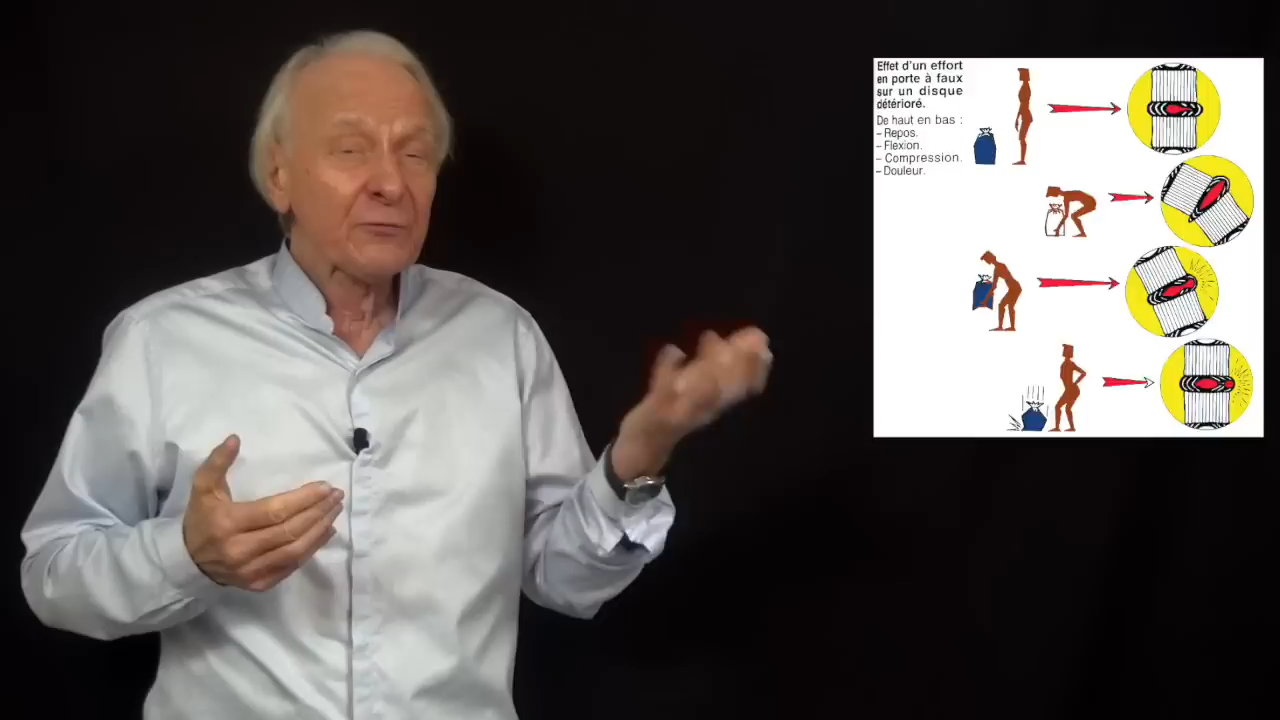 Effet d'un effort
en porte à faux
sur un disque
détérioré.
De haut en bas :
– Repos.
– Flexion.
– Compression.
– Douleur.